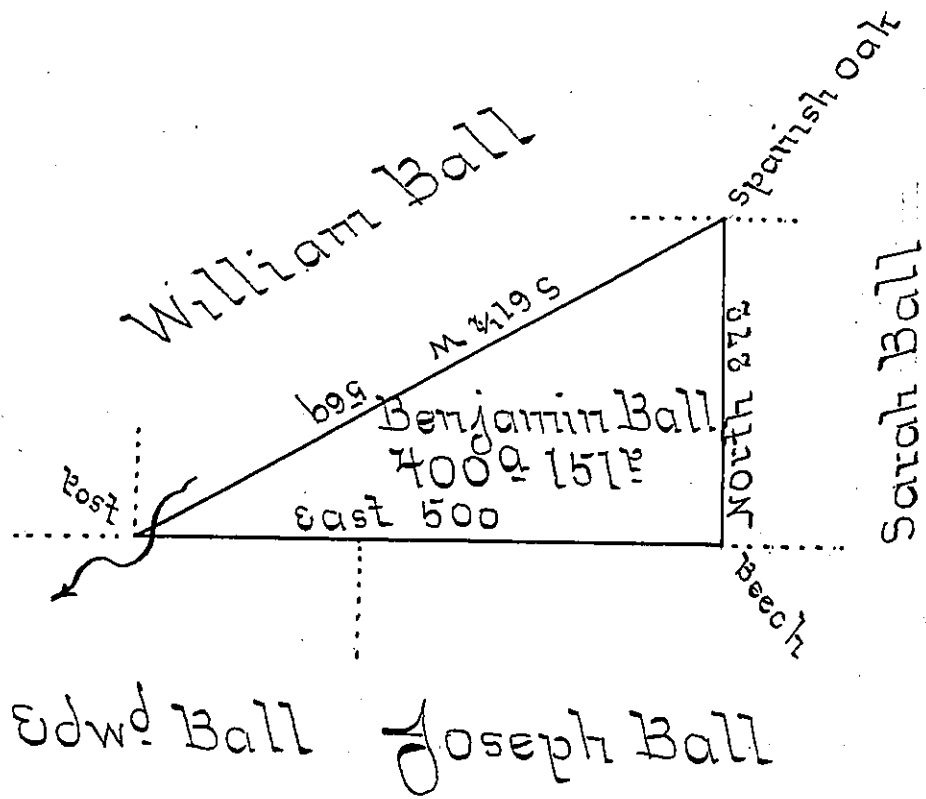 Spanish Oak
William Ball
S 61½ W
569
North 272
Sarah Ball
Benjamin Ball
400ᵃ 151ᵖ
Post
East 500
Beech
Edwᵈ Ball
Joseph Ball